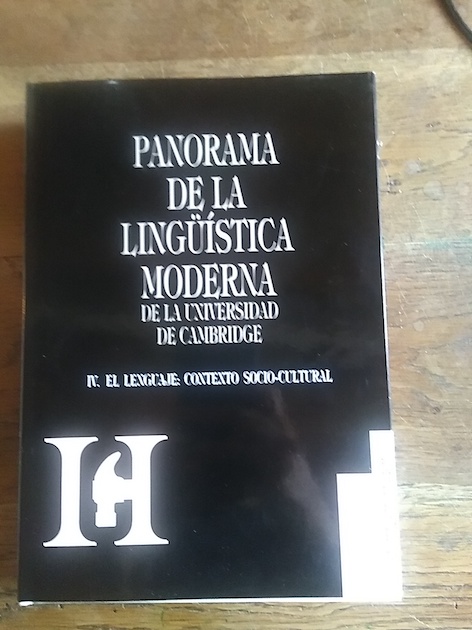 PANORAMA
DE LA
LINGÜÍSTICA
MODERNA
DE LA UNIVERSIDAD
DE CAMBRIDGE
IV. EL LENGUAJE: CONTEXTO SOCIO-CULTURAL